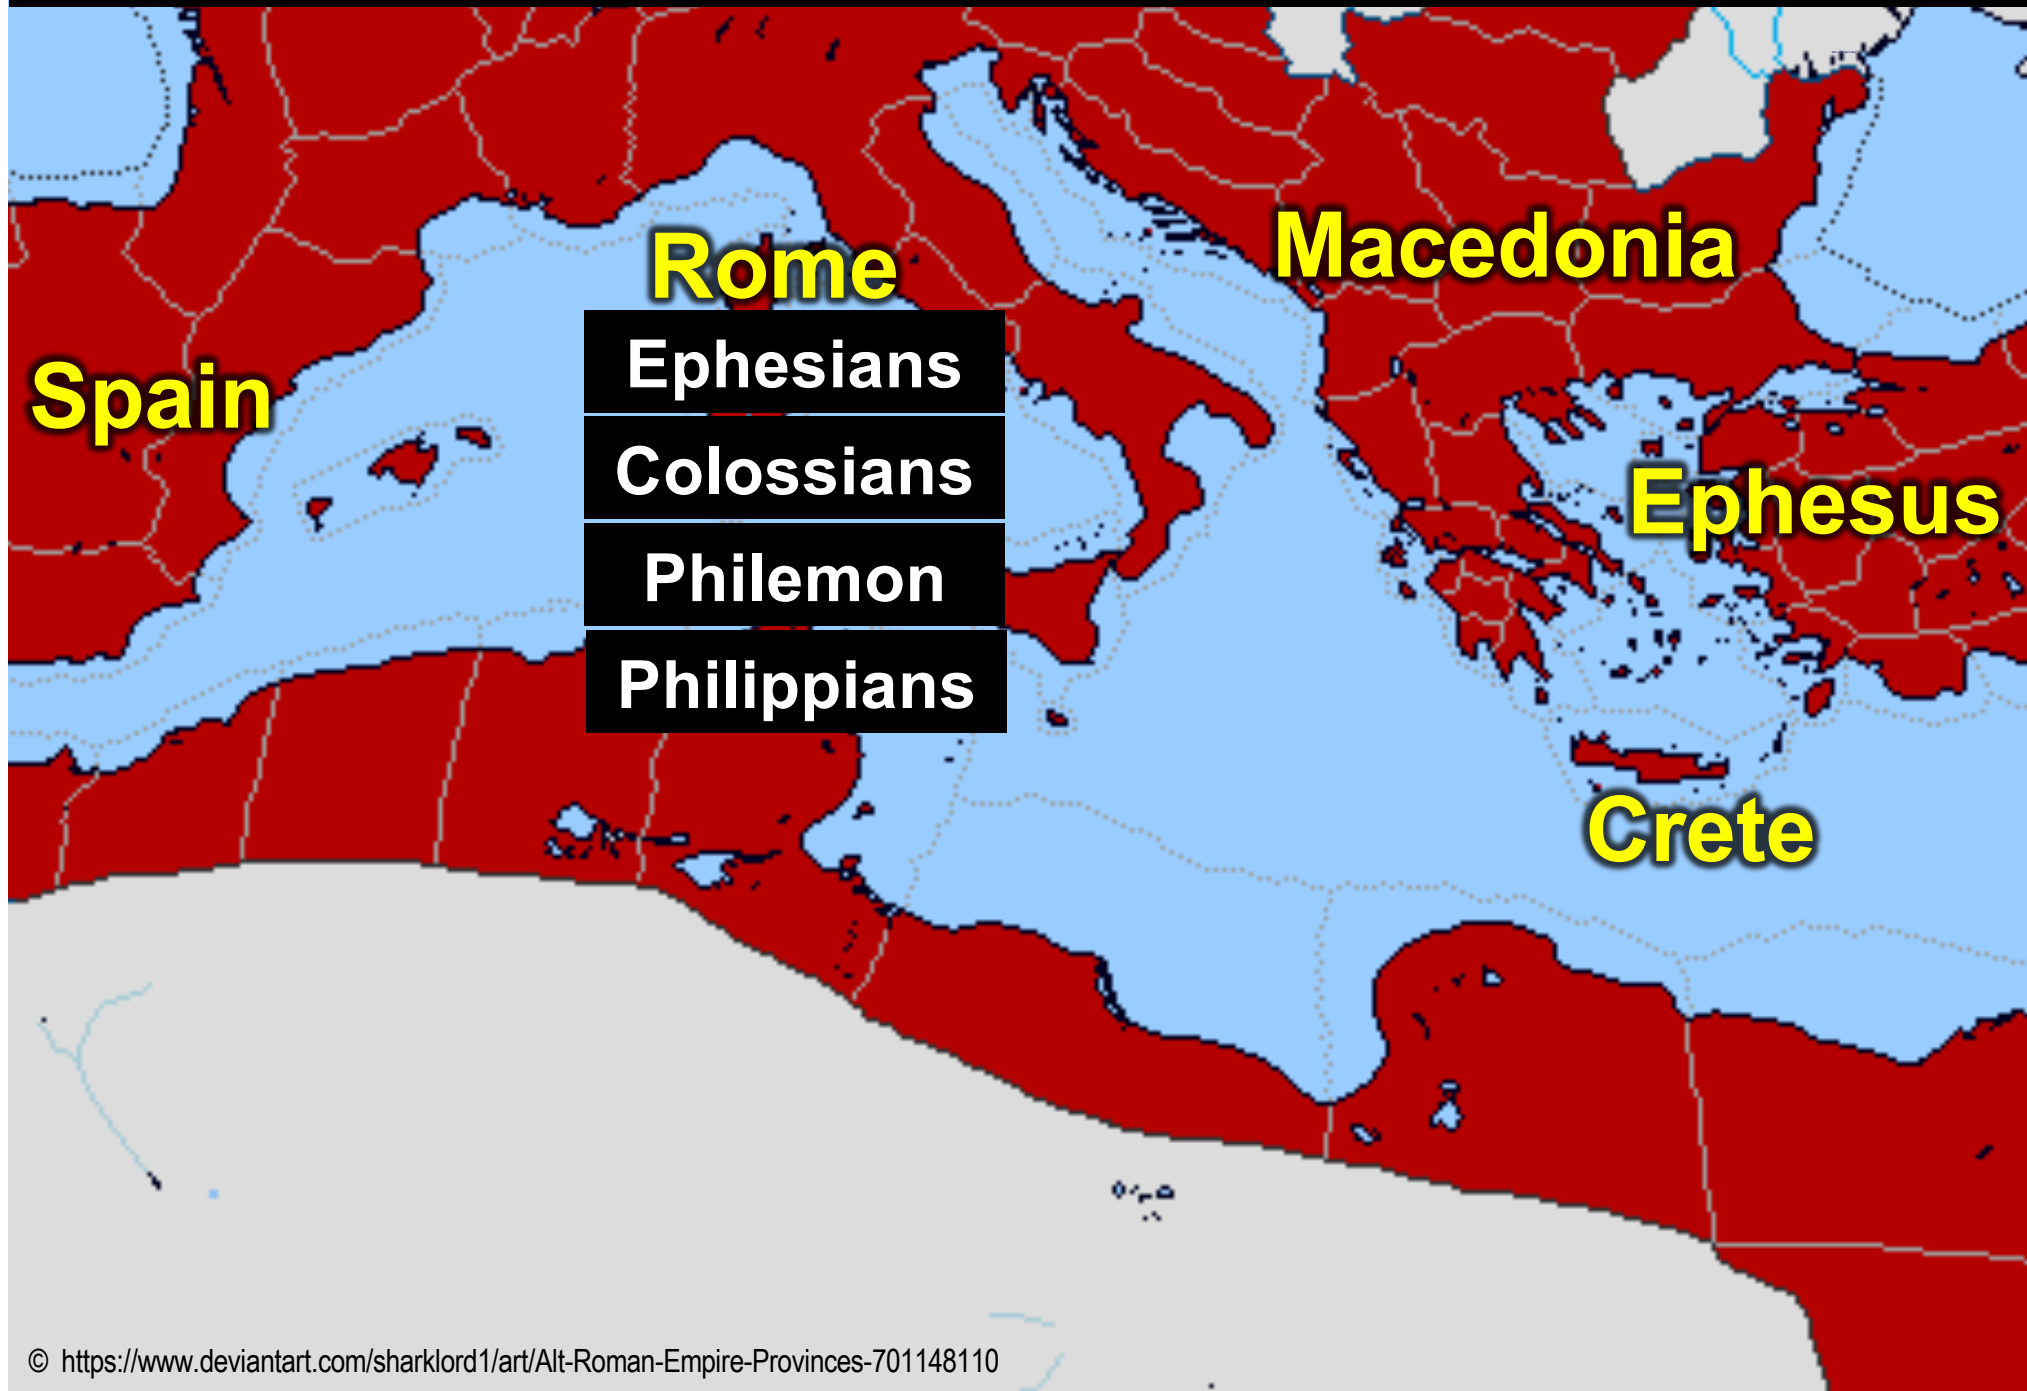 Macedonia
Rome
Ephesians
Spain
Colossians
Ephesus
Philemon
Philippians
Crete
© https://www.deviantart.com/sharklord1/art/Alt-Roman-Empire-Provinces-701148110